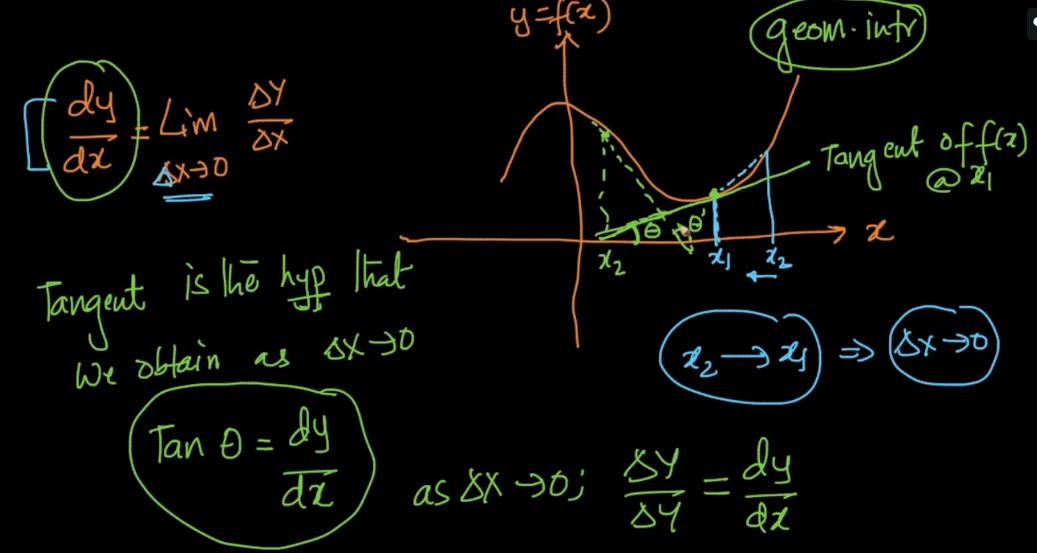 y=f(x)
geom. intr
dy/dx = Lim ΔY/ΔX
Δx→0
Tangent of f(x)
@ x₁
θ θ'
x
x₂ x₁ x₂
Tangent is the hyp that
we obtain as Δx→0
x₂ → x₁ ⇒ Δx→0
Tan θ = dy/dx
as Δx→0; ΔY/ΔY = dy/dx